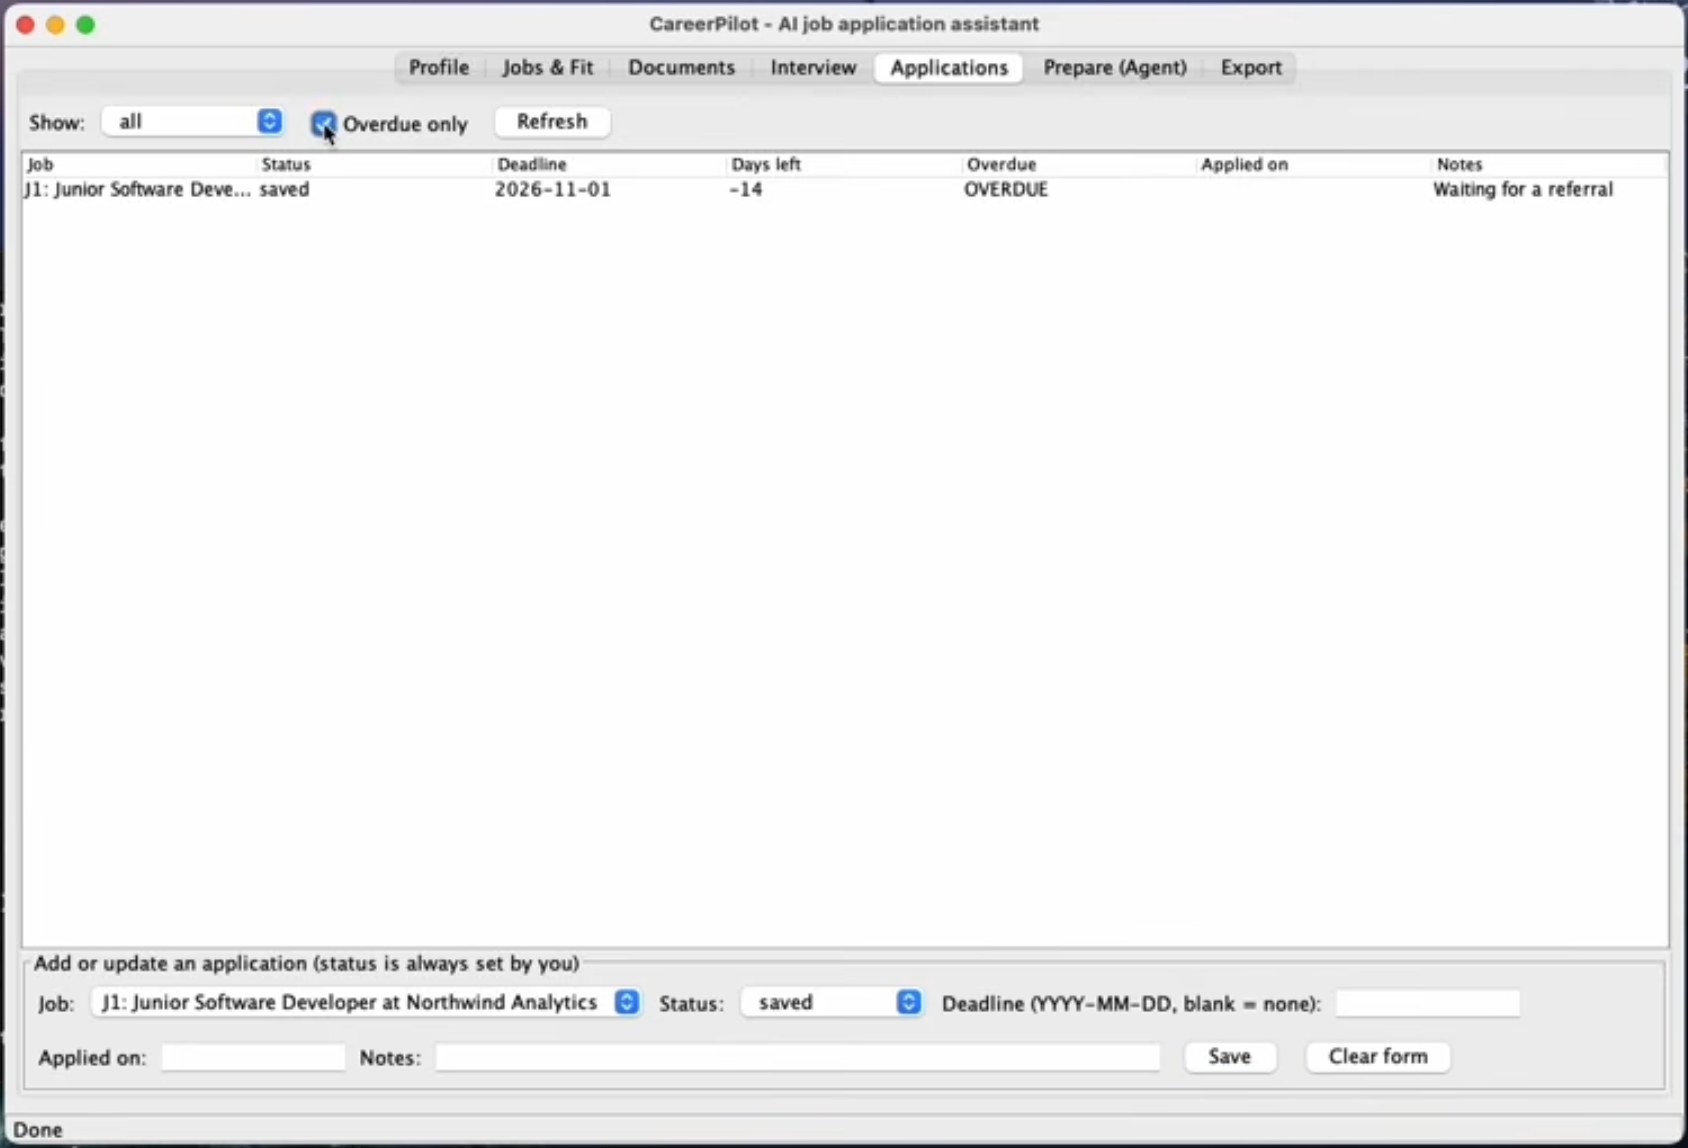 CareerPilot - AI job application assistant
Profile Jobs & Fit Documents Interview Applications Prepare (Agent) Export
Show: all Overdue only Refresh
Job Status Deadline Days left Overdue Applied on Notes
J1: Junior Software Deve... saved 2026-11-01 -14 OVERDUE Waiting for a referral
Add or update an application (status is always set by you)
Job: J1: Junior Software Developer at Northwind Analytics Status: saved Deadline (YYYY-MM-DD, blank = none):
Applied on: Notes: Save Clear form
Done